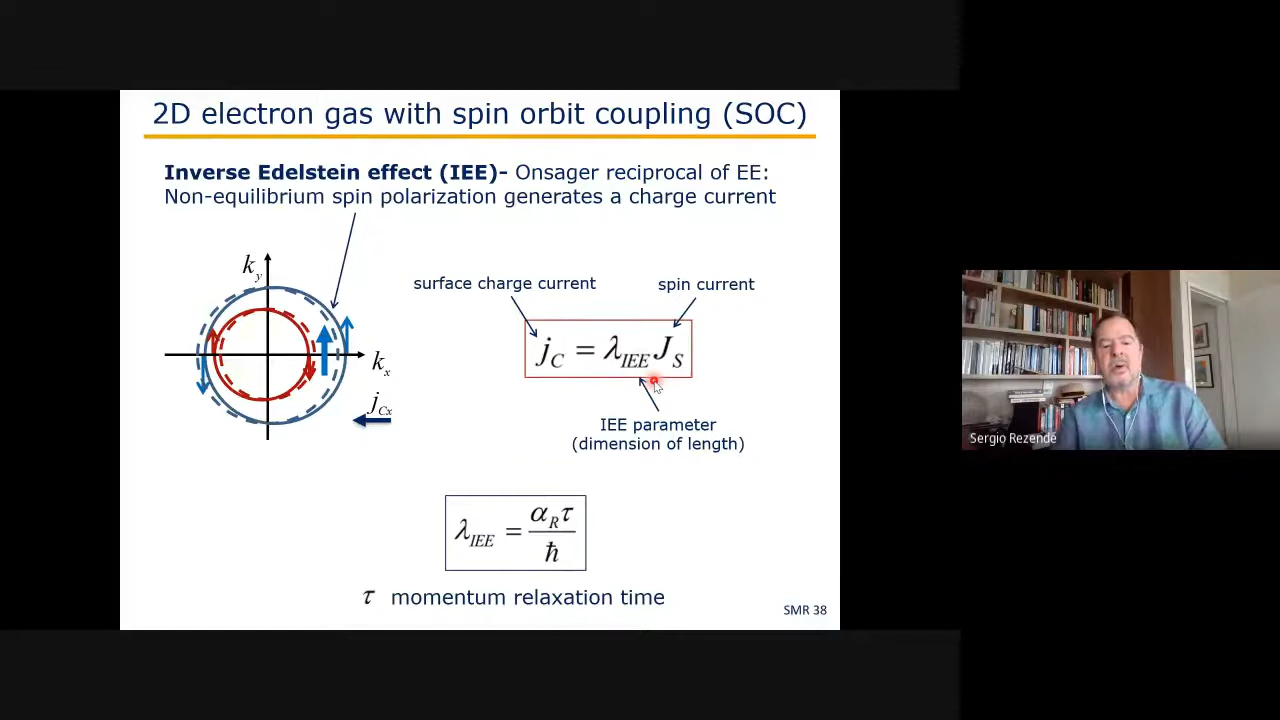 2D electron gas with spin orbit coupling (SOC)
Inverse Edelstein effect (IEE)- Onsager reciprocal of EE:
Non-equilibrium spin polarization generates a charge current
k_y
k_x
j_Cx
surface charge current
spin current
j_C = λ_IEE J_S
IEE parameter
(dimension of length)
λ_IEE = α_R τ / ħ
τ momentum relaxation time
SMR 38
Sergio Rezende